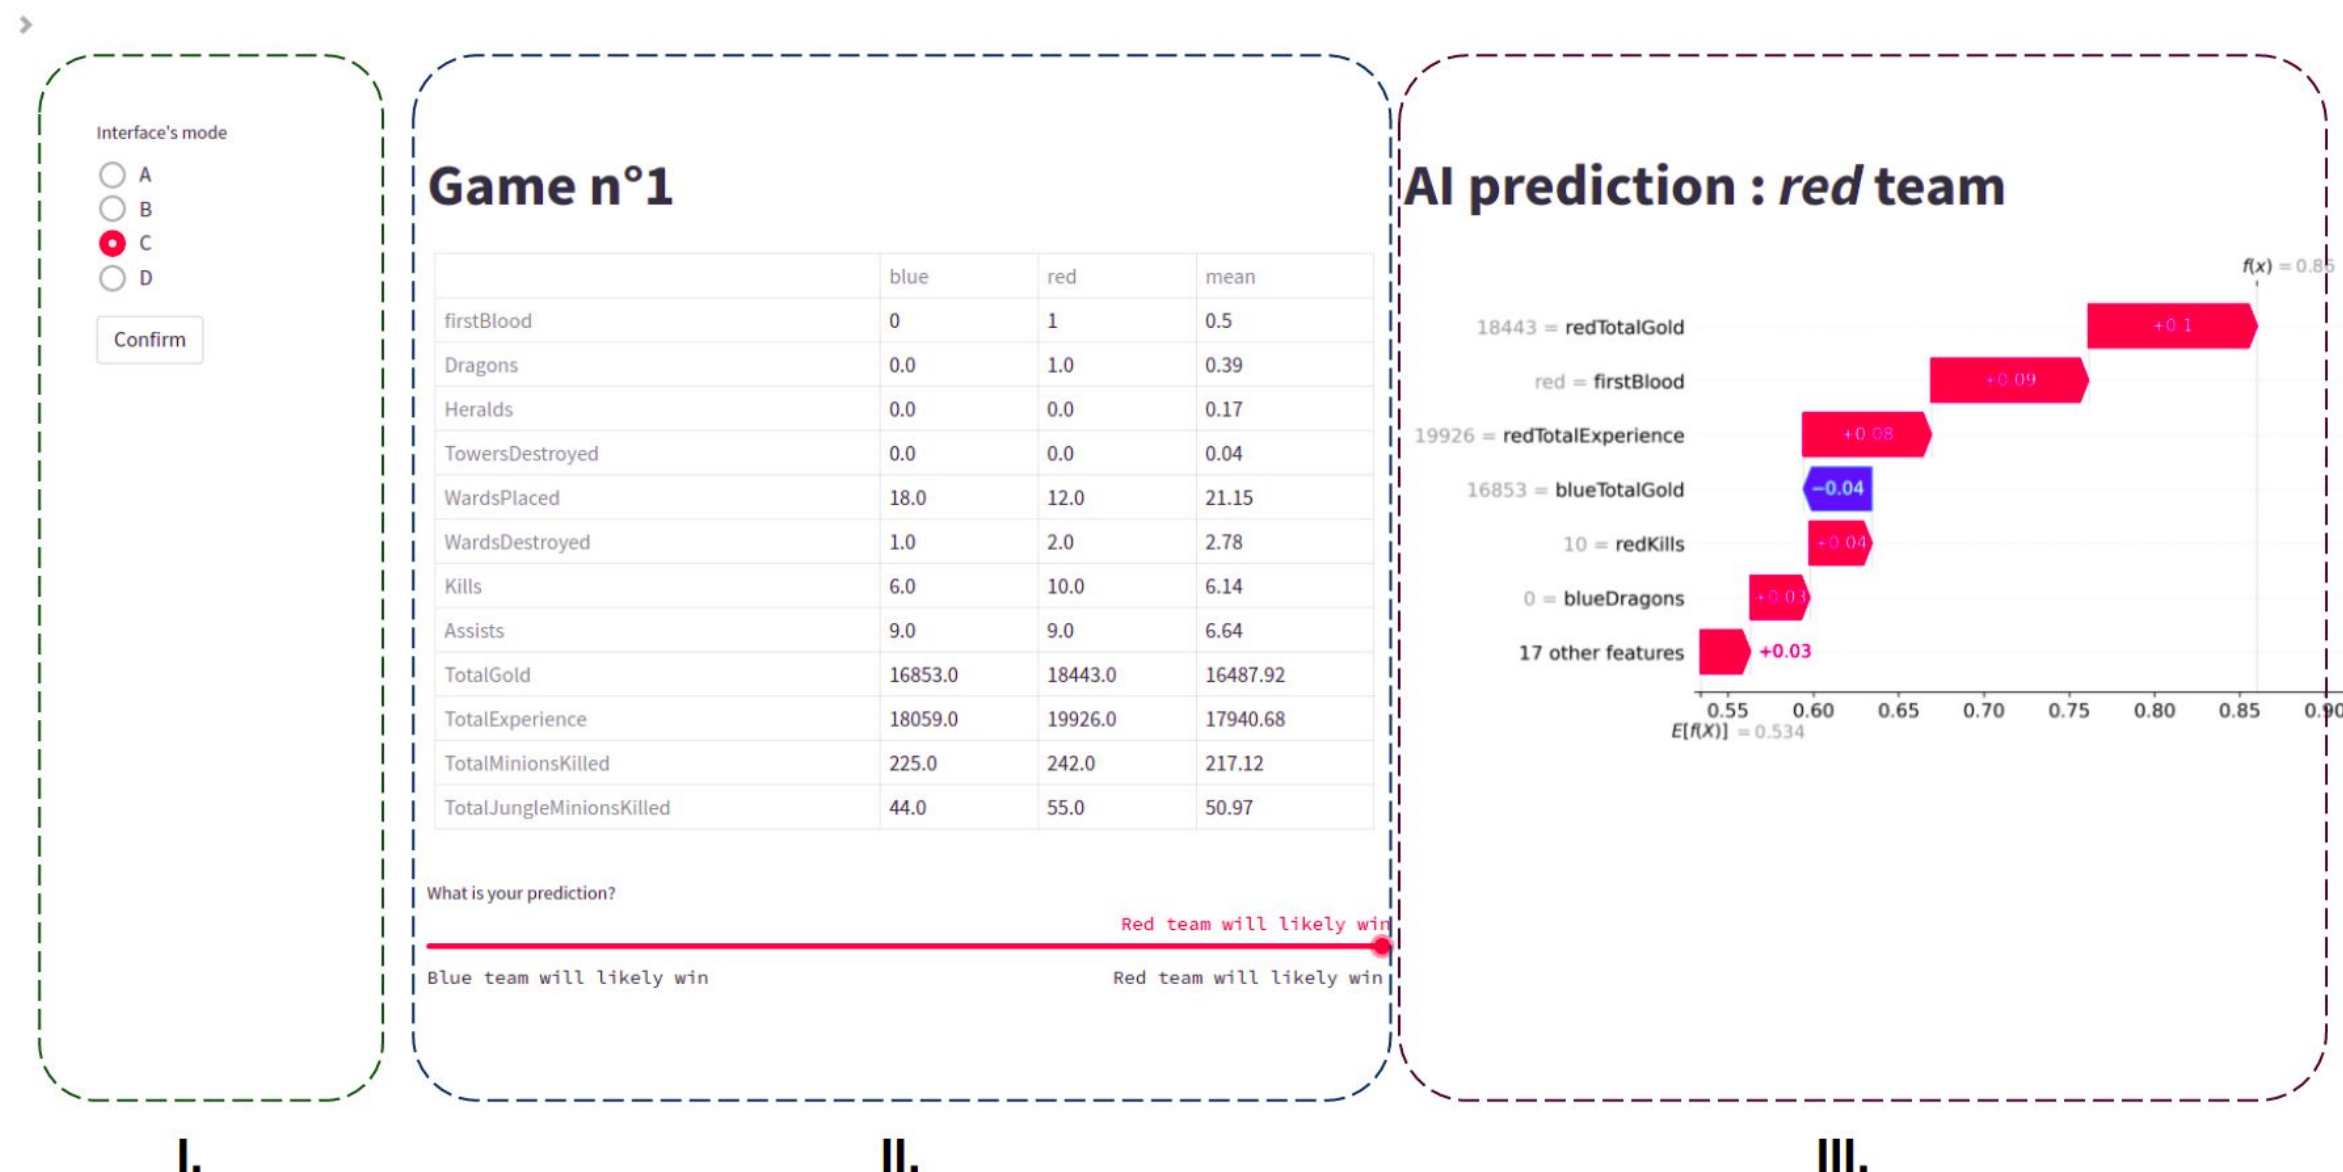 Interface's mode
A
B
C
D
Confirm
Game n°1
blue red mean
firstBlood 0 1 0.5
Dragons 0.0 1.0 0.39
Heralds 0.0 0.0 0.17
TowersDestroyed 0.0 0.0 0.04
WardsPlaced 18.0 12.0 21.15
WardsDestroyed 1.0 2.0 2.78
Kills 6.0 10.0 6.14
Assists 9.0 9.0 6.64
TotalGold 16853.0 18443.0 16487.92
TotalExperience 18059.0 19926.0 17940.68
TotalMinionsKilled 225.0 242.0 217.12
TotalJungleMinionsKilled 44.0 55.0 50.97
What is your prediction?
Red team will likely win
Blue team will likely win Red team will likely win
AI prediction : red team
f(x) = 0.86
18443 = redTotalGold +0.1
red = firstBlood +0.09
19926 = redTotalExperience +0.08
16853 = blueTotalGold −0.04
10 = redKills +0.04
0 = blueDragons +0.03
17 other features +0.03
0.55 0.60 0.65 0.70 0.75 0.80 0.85 0.90
E[f(X)] = 0.534
I. II. III.